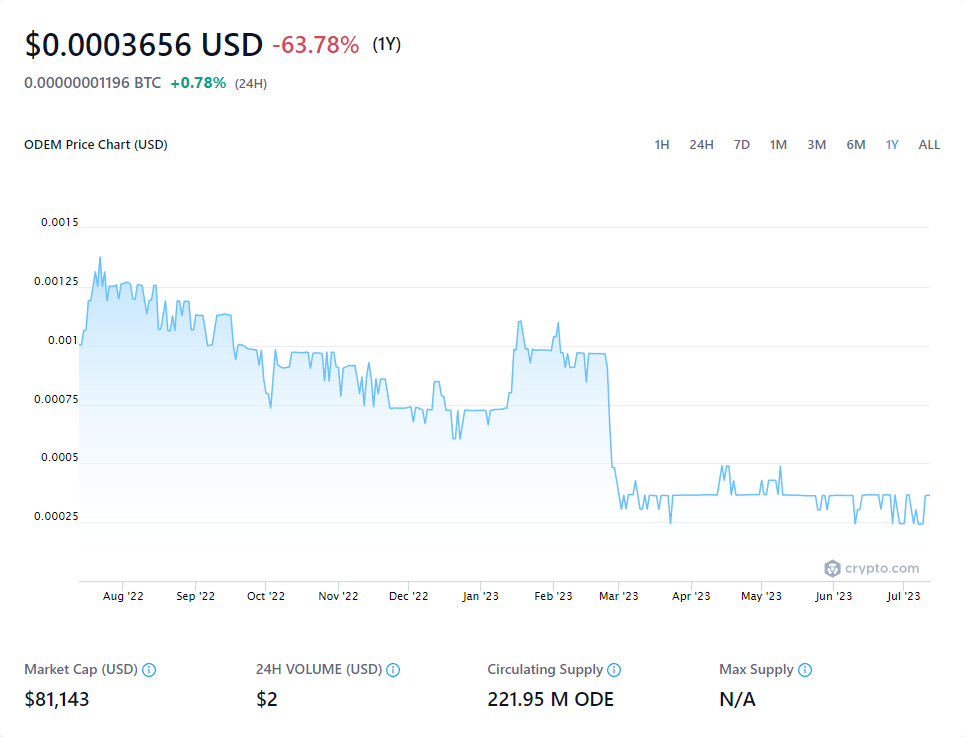 $0.0003656 USD -63.78% (1Y)
0.00000001196 BTC +0.78% (24H)
ODEM Price Chart (USD) 1H 24H 7D 1M 3M 6M 1Y ALL
0.0015
0.00125
0.001
0.00075
0.0005
0.00025
crypto.com
Aug '22 Sep '22 Oct '22 Nov '22 Dec '22 Jan '23 Feb '23 Mar '23 Apr '23 May '23 Jun '23 Jul '23
Market Cap (USD) 24H VOLUME (USD) Circulating Supply Max Supply
$81,143 $2 221.95 M ODE N/A